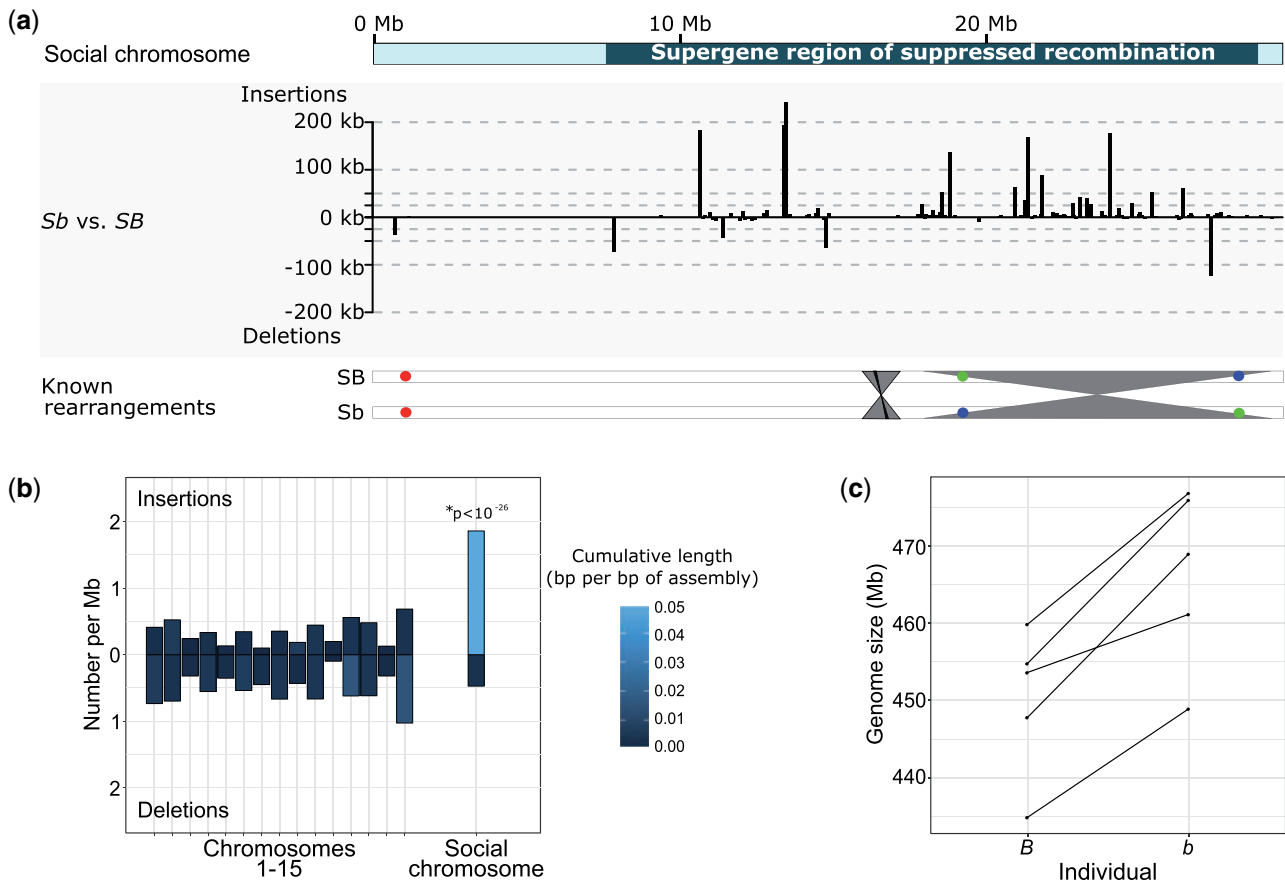 (a)
0 Mb 10 Mb 20 Mb
Social chromosome
Supergene region of suppressed recombination
Insertions
200 kb
100 kb
0 kb
-100 kb
-200 kb
Deletions
Sb vs. SB
Known
rearrangements
SB
Sb
(b)
Insertions
*p<10⁻²⁶
2
1
0
1
2
Number per Mb
Deletions
Chromosomes
1-15
Social
chromosome
Cumulative length
(bp per bp of assembly)
0.05
0.04
0.03
0.02
0.01
0.00
(c)
Genome size (Mb)
470
460
450
440
B b
Individual